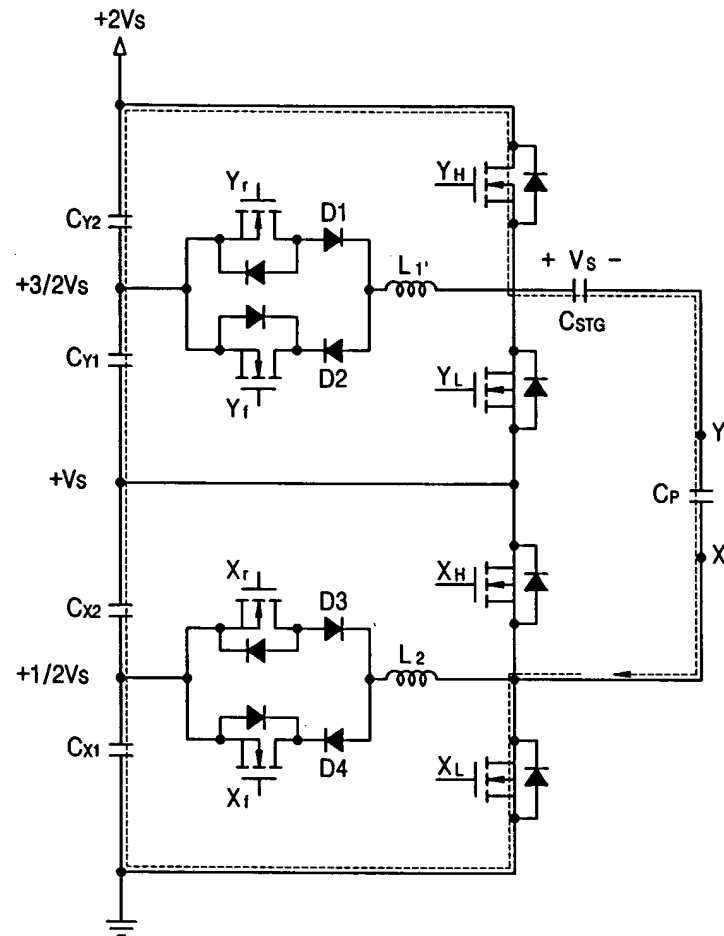 +2Vs
YH
Yr
D1
CY2
L1'
+ Vs −
+3/2Vs
CSTG
CY1
D2
YL
Yf
Y
+Vs
CP
XH
X
Xr
D3
CX2
L2
+1/2Vs
CX1
D4
XL
Xf